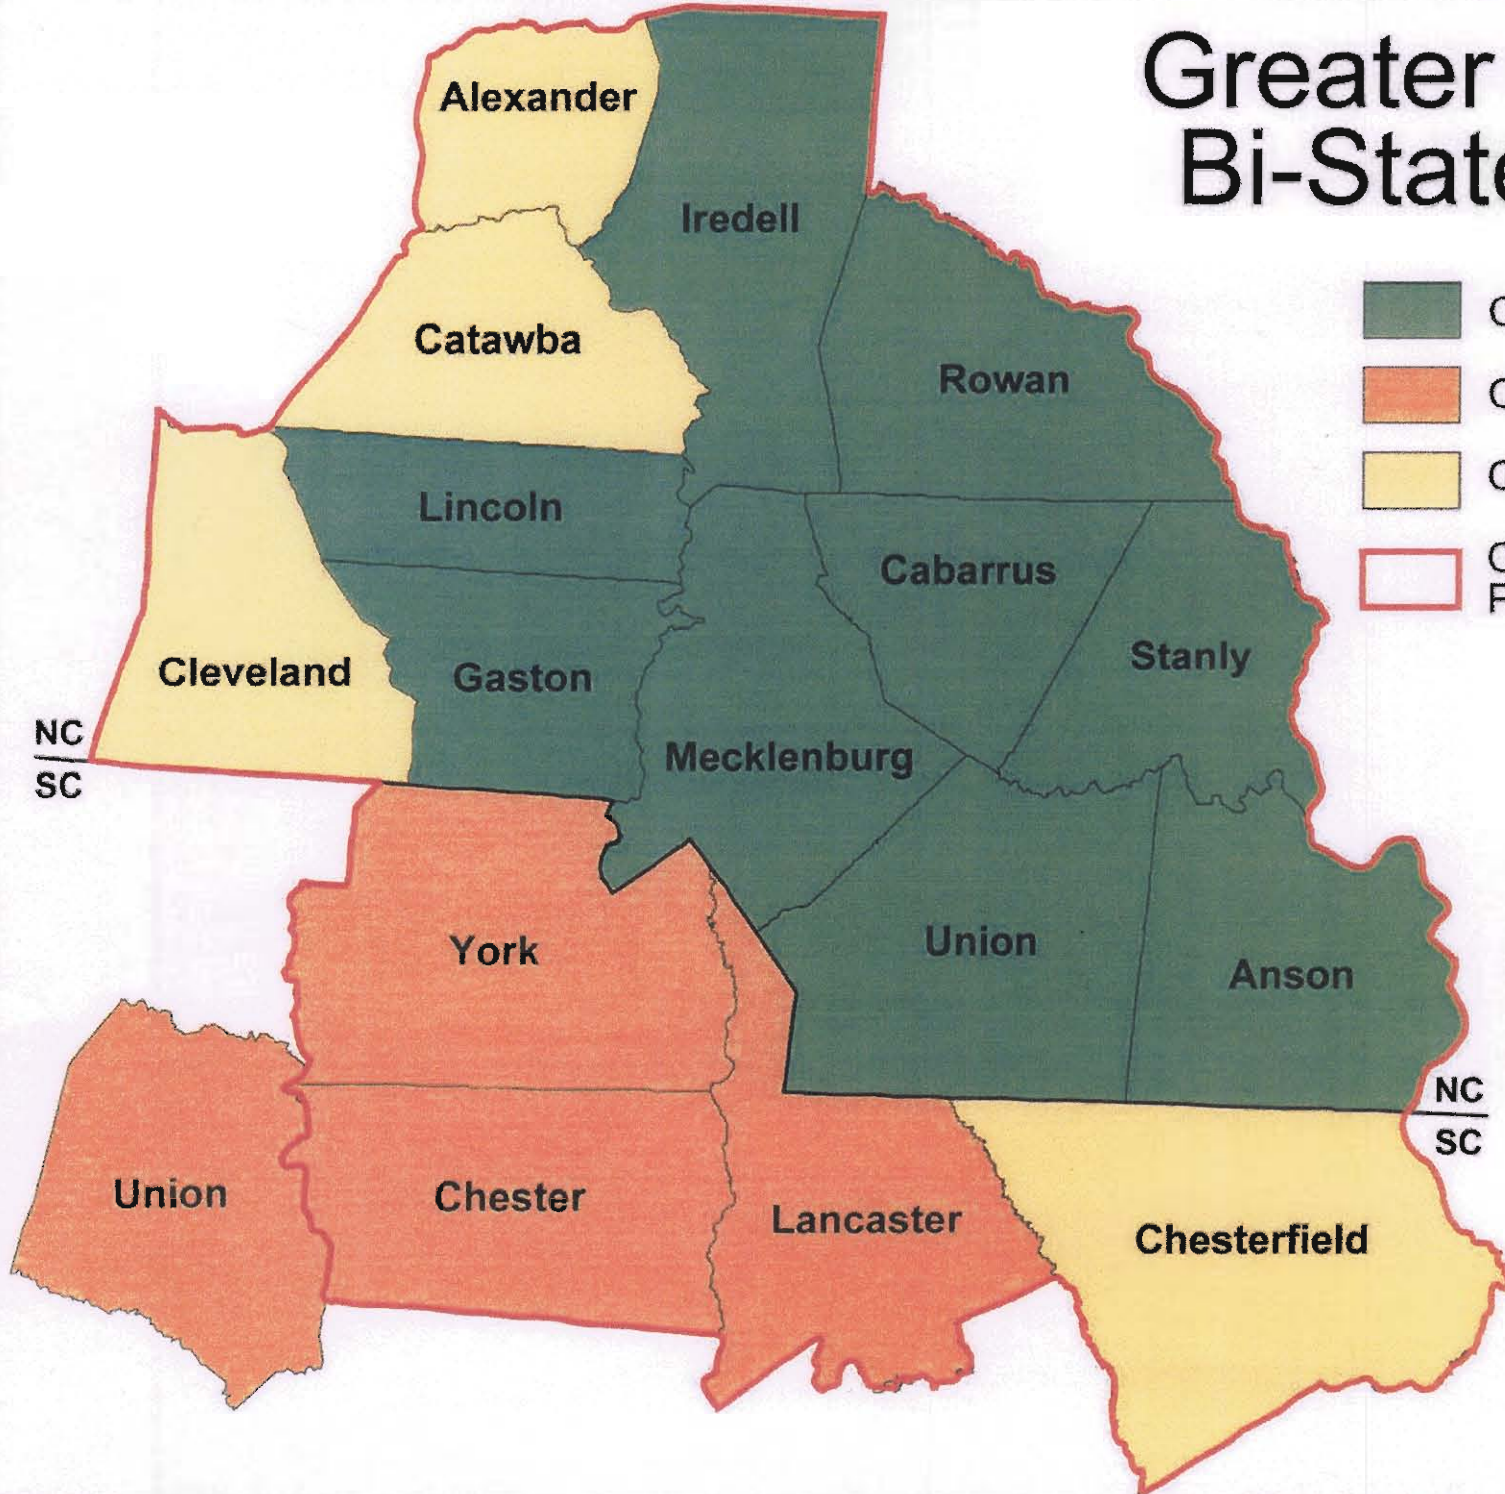 Greater
Bi-State
Alexander
Iredell
Catawba
Rowan
Lincoln
Cabarrus
Stanly
Cleveland
Gaston
NC
SC
Mecklenburg
York
Union
Anson
NC
SC
Union
Chester
Lancaster
Chesterfield